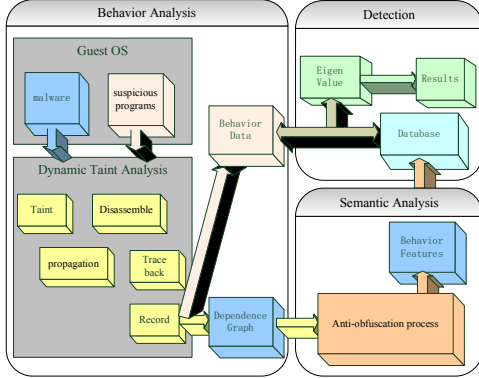 Behavior Analysis
Guest OS
malware
suspicious
programs
Dynamic Taint Analysis
Taint
Disassemble
propagation
Trace
back
Record
Behavior
Data
Dependence
Graph
Detection
Eigen
Value
Results
Database
Semantic Analysis
Behavior
Features
Anti-obfuscation process